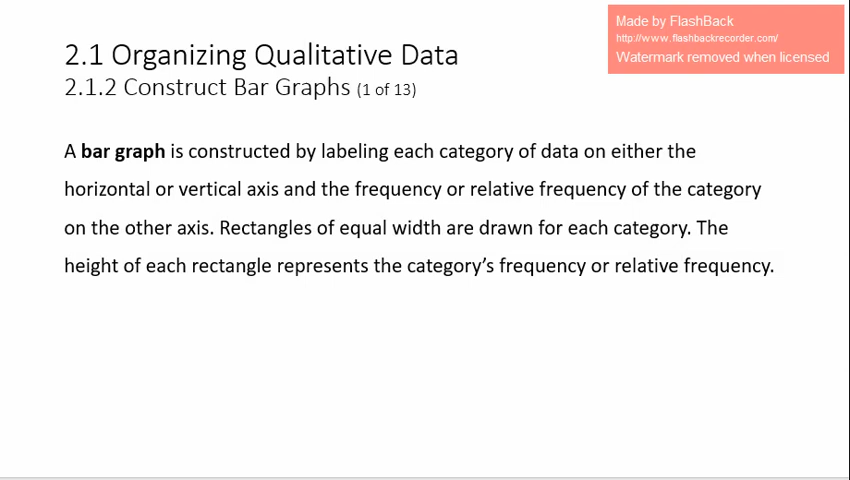 Made by FlashBack
http://www.flashbackrecorder.com/
Watermark removed when licensed
2.1 Organizing Qualitative Data
2.1.2 Construct Bar Graphs (1 of 13)
A bar graph is constructed by labeling each category of data on either the
horizontal or vertical axis and the frequency or relative frequency of the category
on the other axis. Rectangles of equal width are drawn for each category. The
height of each rectangle represents the category’s frequency or relative frequency.